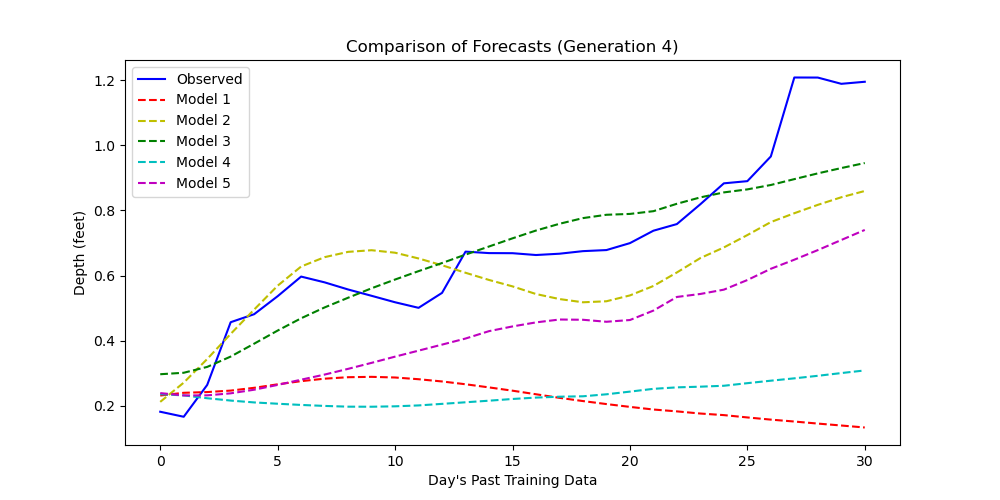 Comparison of Forecasts (Generation 4)
Observed
Model 1
Model 2
Model 3
Model 4
Model 5
Depth (feet)
1.2
1.0
0.8
0.6
0.4
0.2
0 5 10 15 20 25 30
Day's Past Training Data